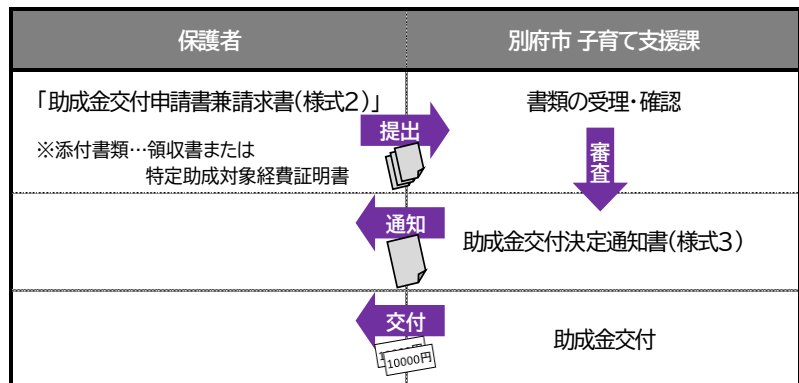 保護者
別府市 子育て支援課
「助成金交付申請書兼請求書(様式2)」
※添付書類…領収書または
特定助成対象経費証明書
提出
書類の受理・確認
審査
通知
助成金交付決定通知書(様式3)
交付
10000円
助成金交付